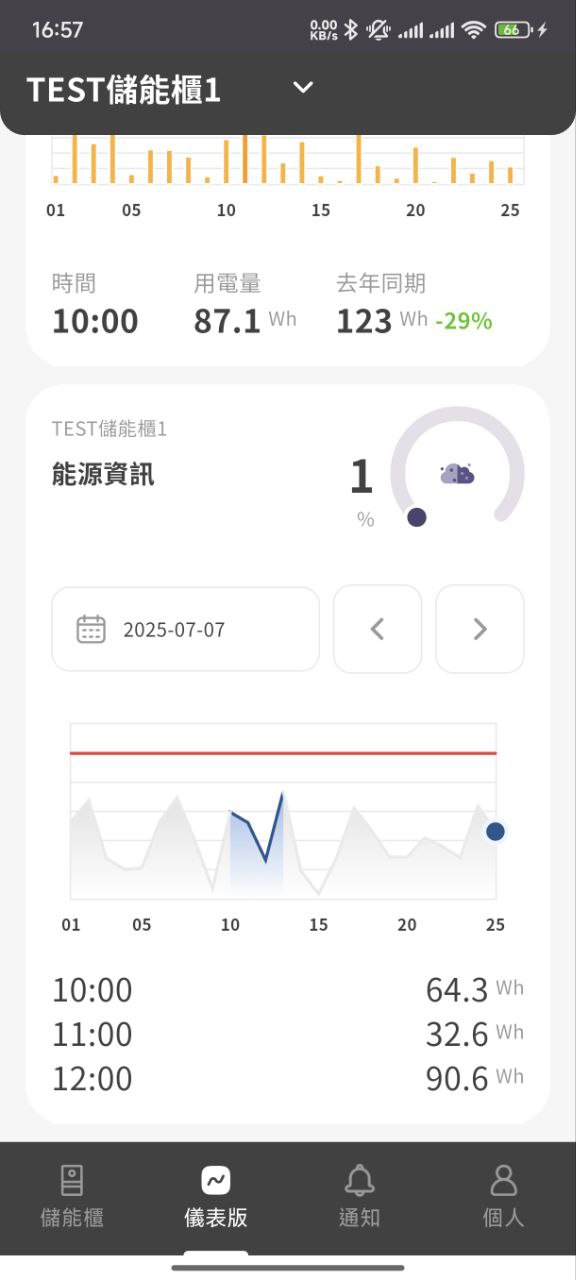 16:57
0.00 KB/s
66
TEST儲能櫃1
01 05 10 15 20 25
時間 用電量 去年同期
10:00 87.1 Wh 123 Wh -29%
TEST儲能櫃1
能源資訊
1
%
2025-07-07
01 05 10 15 20 25
10:00 64.3 Wh
11:00 32.6 Wh
12:00 90.6 Wh
儲能櫃 儀表版 通知 個人